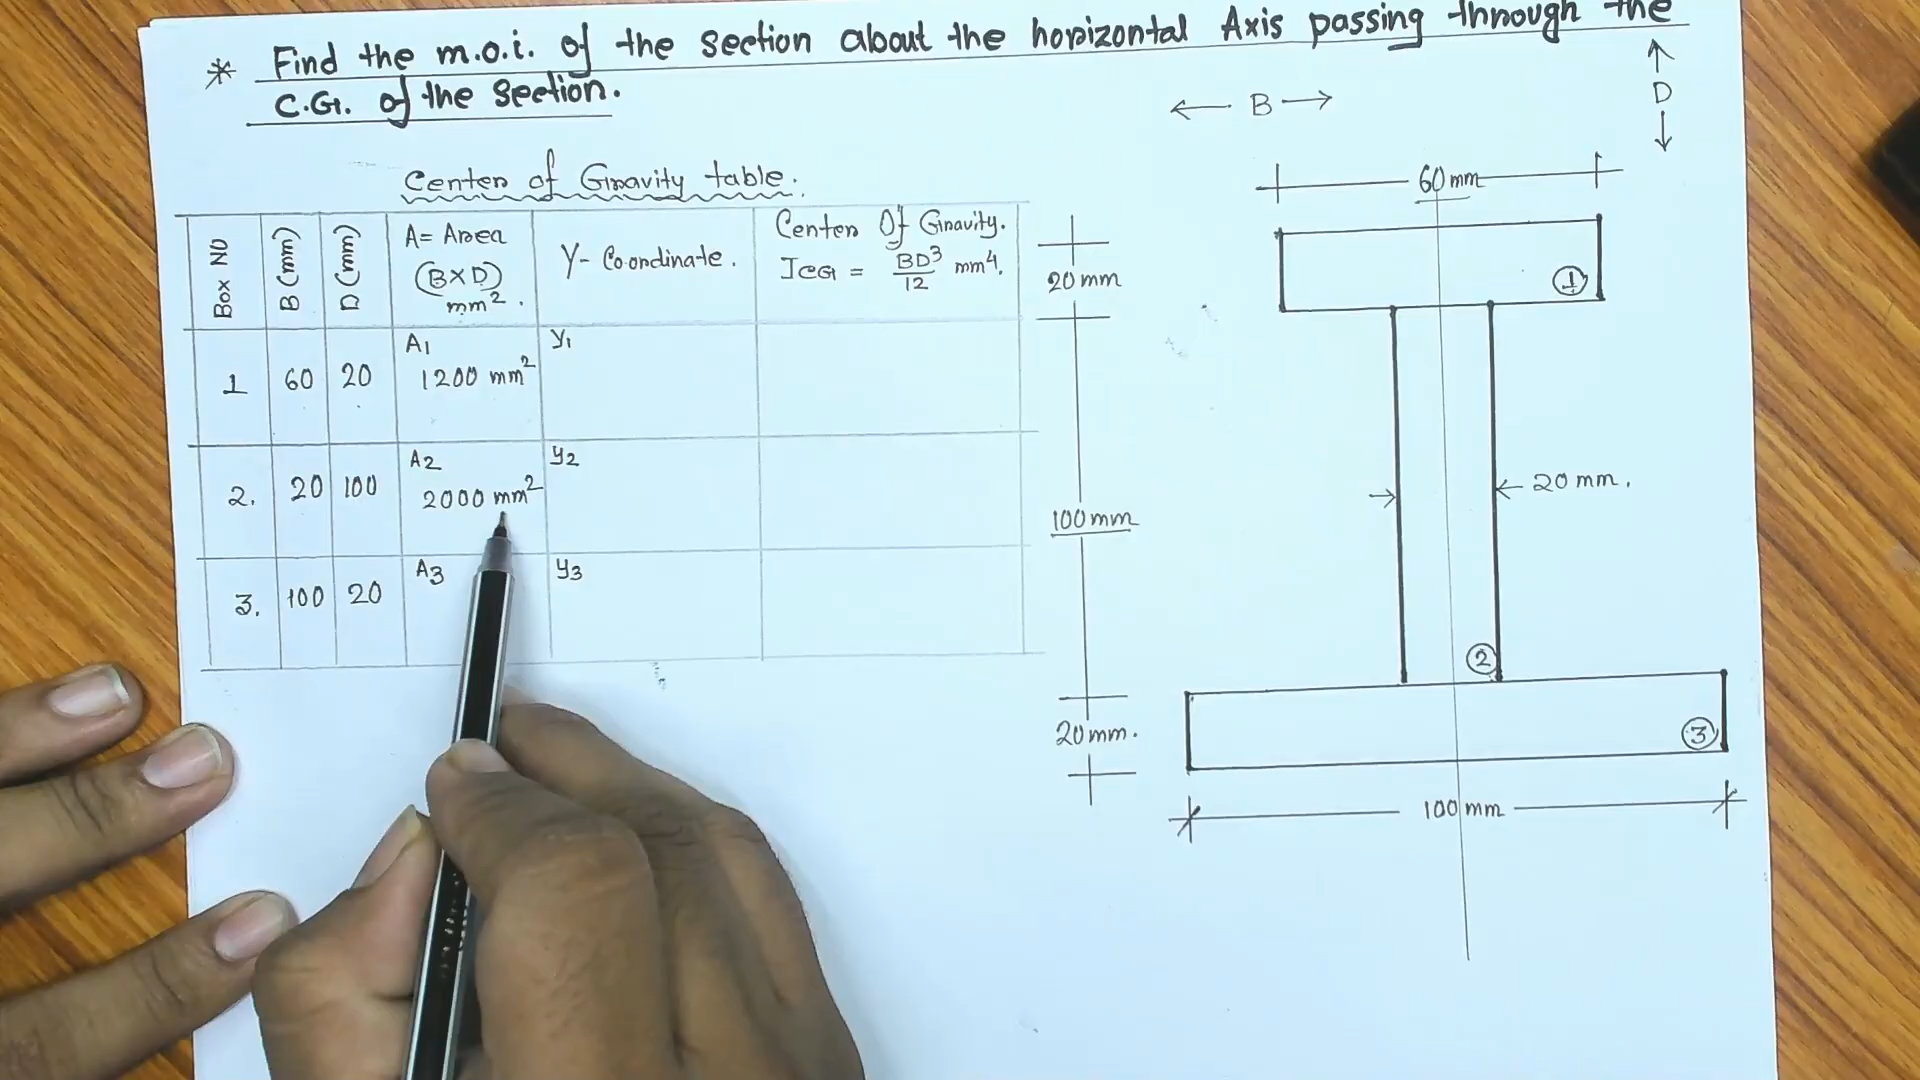 * Find the m.o.i. of the section about the horizontal Axis passing through the
C.G. of the section.
← B →
↑
D
↓
Center of Gravity table.
Box NO
B (mm)
D (mm)
A = Area
(B×D)
mm².
Y- Coordinate.
Center Of Gravity.
ICG = BD³/12 mm⁴.
1
60
20
A1
1200 mm²
y1
2.
20
100
A2
2000 mm²
y2
3.
100
20
A3
y3
60 mm
20 mm
1
100 mm
20 mm.
2
20 mm.
3
100 mm